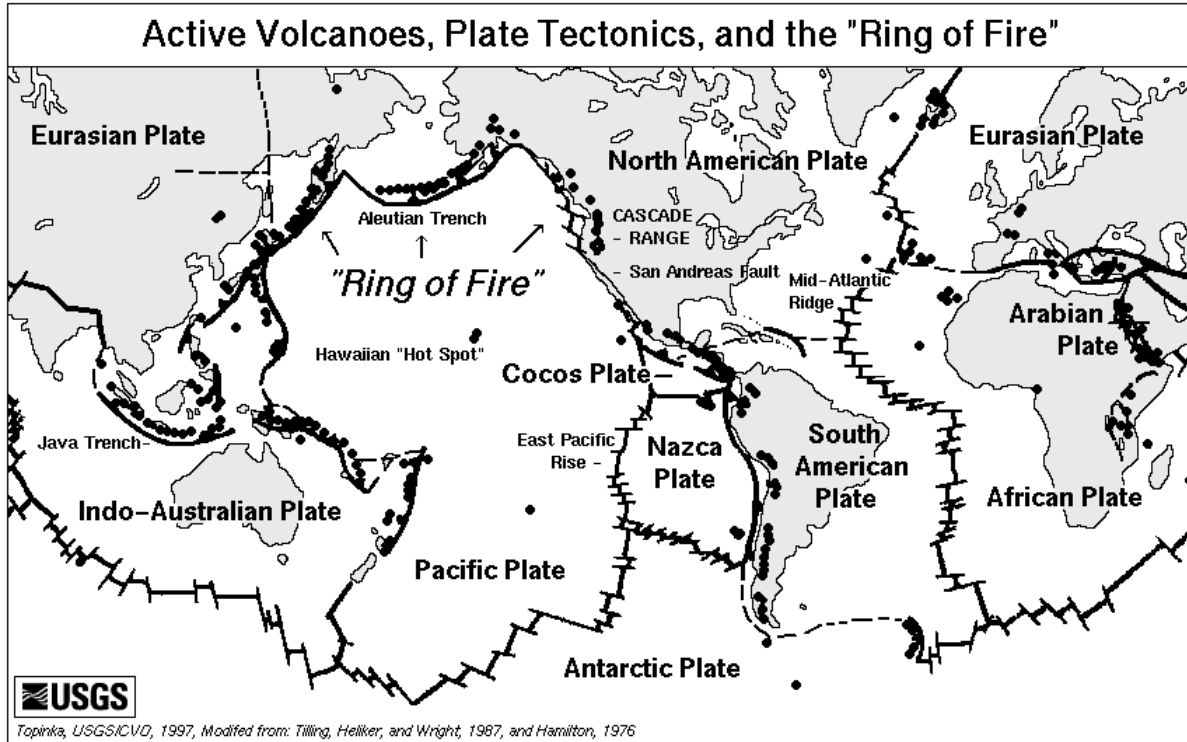 Active Volcanoes, Plate Tectonics, and the "Ring of Fire"
Eurasian Plate
North American Plate
Eurasian Plate
Aleutian Trench
CASCADE
- RANGE
"Ring of Fire"
- San Andreas Fault
Mid-Atlantic
Ridge
Arabian
Plate
Hawaiian "Hot Spot"
Cocos Plate-
Java Trench-
East Pacific
Rise -
Nazca
Plate
South
American
Plate
Indo-Australian Plate
African Plate
Pacific Plate
Antarctic Plate
USGS
Topinka, USGS/CVO, 1997, Modifed from: Tilling, Heliker, and Wright, 1987, and Hamilton, 1976